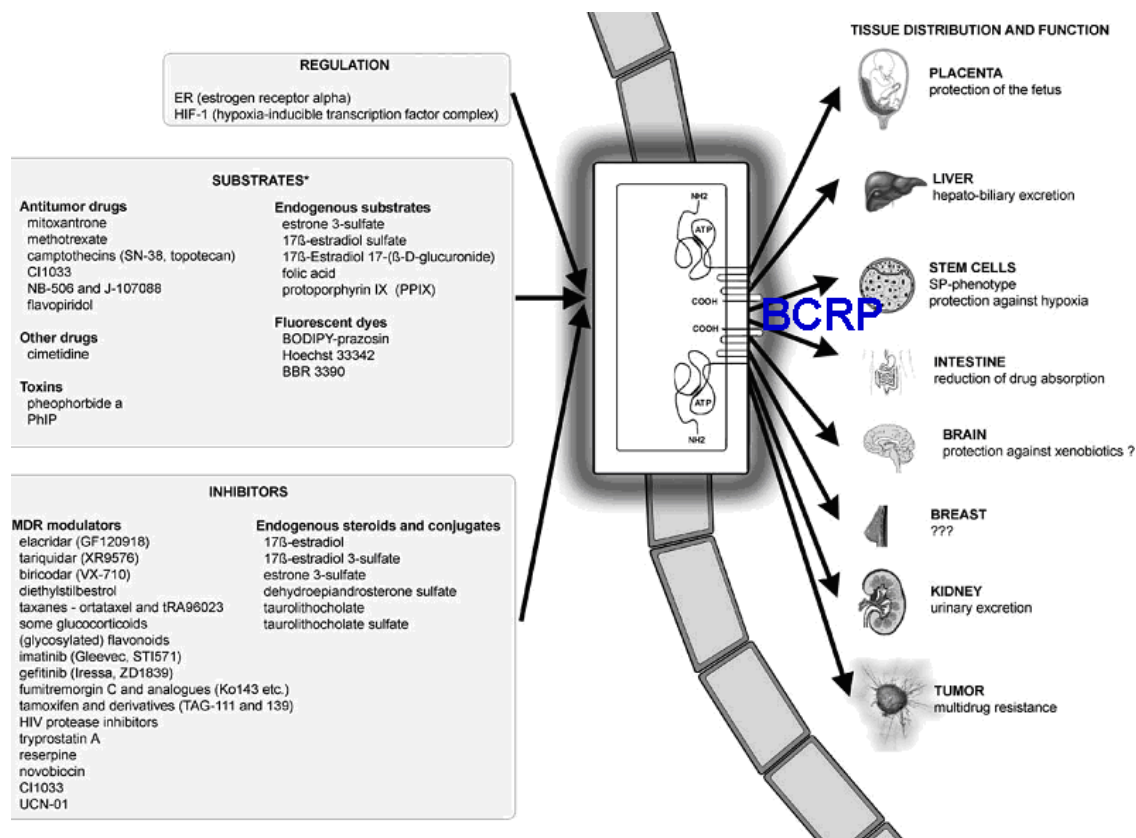 REGULATION
ER (estrogen receptor alpha)
HIF-1 (hypoxia-inducible transcription factor complex)
SUBSTRATES*
Antitumor drugs
mitoxantrone
methotrexate
camptothecins (SN-38, topotecan)
CI1033
NB-506 and J-107088
flavopiridol
Other drugs
cimetidine
Toxins
pheophorbide a
PhIP
Endogenous substrates
estrone 3-sulfate
17ß-estradiol sulfate
17ß-Estradiol 17-(ß-D-glucuronide)
folic acid
protoporphyrin IX (PPIX)
Fluorescent dyes
BODIPY-prazosin
Hoechst 33342
BBR 3390
INHIBITORS
MDR modulators
elacridar (GF120918)
tariquidar (XR9576)
biricodar (VX-710)
diethylstilbestrol
taxanes - ortataxel and tRA96023
some glucocorticoids
(glycosylated) flavonoids
imatinib (Gleevec, STI571)
gefitinib (Iressa, ZD1839)
fumitremorgin C and analogues (Ko143 etc.)
tamoxifen and derivatives (TAG-111 and 139)
HIV protease inhibitors
tryprostatin A
reserpine
novobiocin
CI1033
UCN-01
Endogenous steroids and conjugates
17ß-estradiol
17ß-estradiol 3-sulfate
estrone 3-sulfate
dehydroepiandrosterone sulfate
taurolithocholate
taurolithocholate sulfate
NH2
ATP
COOH
BCRP
COOH
ATP
NH2
TISSUE DISTRIBUTION AND FUNCTION
PLACENTA
protection of the fetus
LIVER
hepato-biliary excretion
STEM CELLS
SP-phenotype
protection against hypoxia
INTESTINE
reduction of drug absorption
BRAIN
protection against xenobiotics ?
BREAST
???
KIDNEY
urinary excretion
TUMOR
multidrug resistance